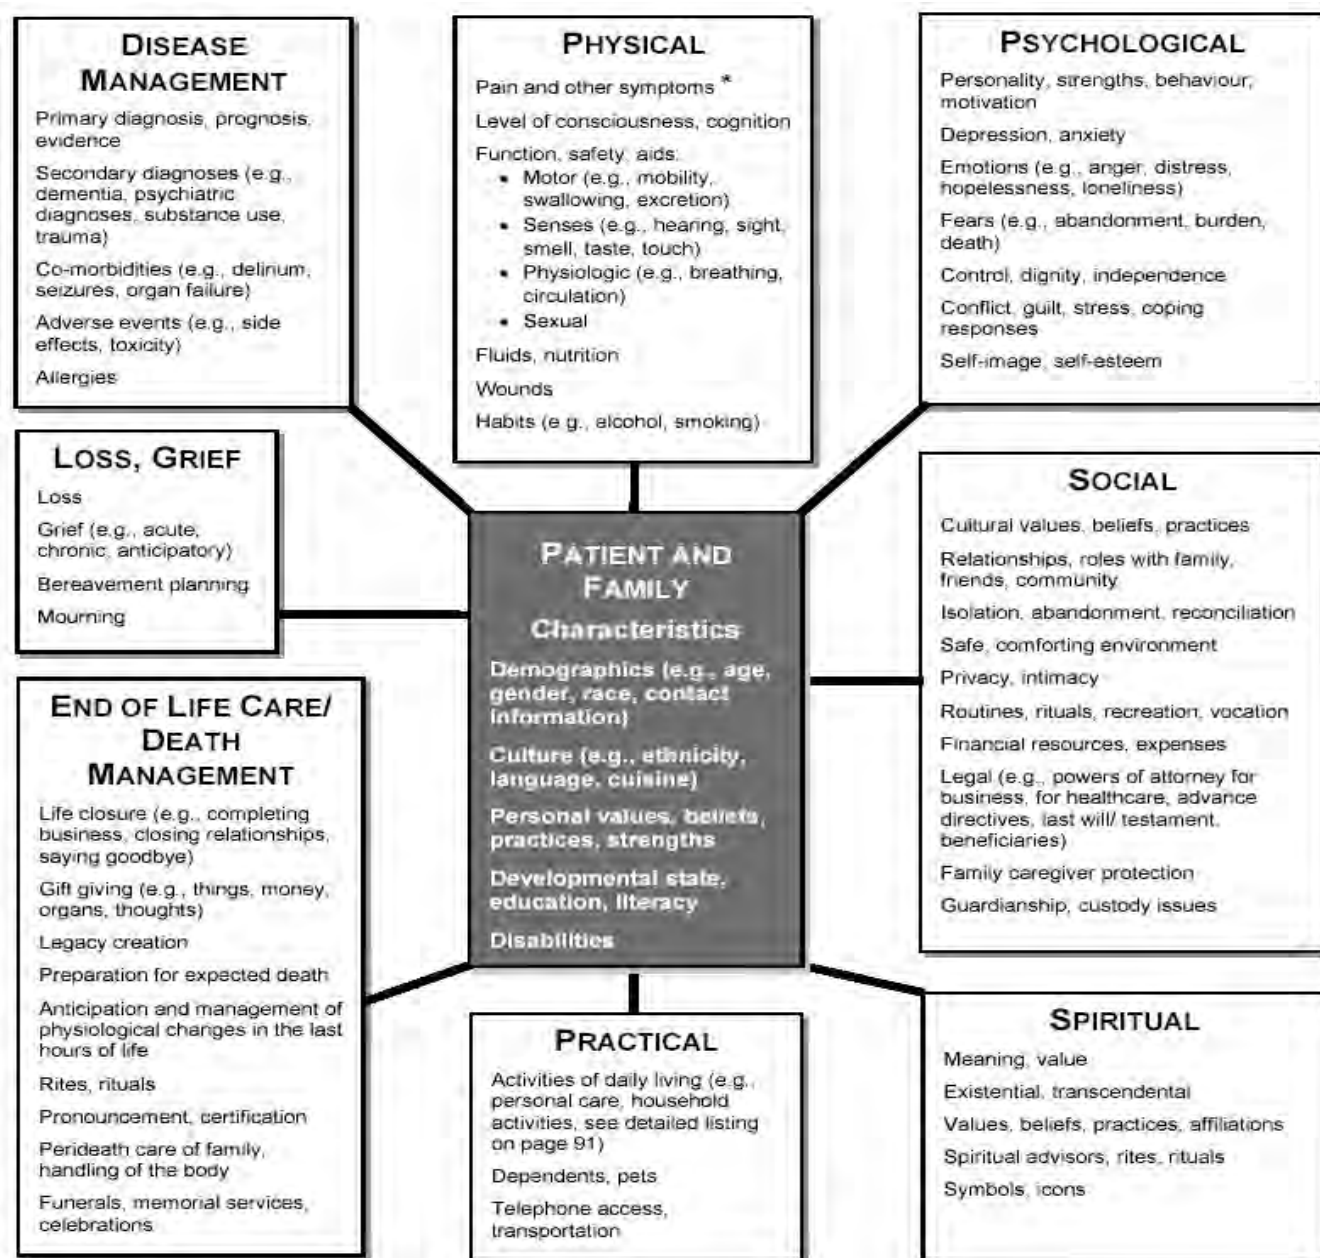 DISEASE
MANAGEMENT
Primary diagnosis, prognosis,
evidence
Secondary diagnoses (e.g.,
dementia, psychiatric
diagnoses, substance use,
trauma)
Co-morbidities (e.g., delirium,
seizures, organ failure)
Adverse events (e.g., side
effects, toxicity)
Allergies
PHYSICAL
Pain and other symptoms *
Level of consciousness, cognition
Function, safety, aids:
• Motor (e.g., mobility,
swallowing, excretion)
• Senses (e.g., hearing, sight,
smell, taste, touch)
• Physiologic (e.g., breathing,
circulation)
• Sexual
Fluids, nutrition
Wounds
Habits (e.g., alcohol, smoking)
PSYCHOLOGICAL
Personality, strengths, behaviour,
motivation
Depression, anxiety
Emotions (e.g., anger, distress,
hopelessness, loneliness)
Fears (e.g., abandonment, burden,
death)
Control, dignity, independence
Conflict, guilt, stress, coping
responses
Self-image, self-esteem
LOSS, GRIEF
Loss
Grief (e.g., acute,
chronic, anticipatory)
Bereavement planning
Mourning
PATIENT AND
FAMILY
Characteristics
Demographics (e.g., age,
gender, race, contact
information)
Culture (e.g., ethnicity,
language, cuisine)
Personal values, beliefs,
practices, strengths
Developmental state,
education, literacy
Disabilities
SOCIAL
Cultural values, beliefs, practices
Relationships, roles with family,
friends, community
Isolation, abandonment, reconciliation
Safe, comforting environment
Privacy, intimacy
Routines, rituals, recreation, vocation
Financial resources, expenses
Legal (e.g., powers of attorney for
business, for healthcare, advance
directives, last will/ testament,
beneficiaries)
Family caregiver protection
Guardianship, custody issues
END OF LIFE CARE/
DEATH
MANAGEMENT
Life closure (e.g., completing
business, closing relationships,
saying goodbye)
Gift giving (e.g., things, money,
organs, thoughts)
Legacy creation
Preparation for expected death
Anticipation and management of
physiological changes in the last
hours of life
Rites, rituals
Pronouncement, certification
Perideath care of family,
handling of the body
Funerals, memorial services,
celebrations
PRACTICAL
Activities of daily living (e.g.,
personal care, household
activities, see detailed listing
on page 91)
Dependents, pets
Telephone access,
transportation
SPIRITUAL
Meaning, value
Existential, transcendental
Values, beliefs, practices, affiliations
Spiritual advisors, rites, rituals
Symbols, icons